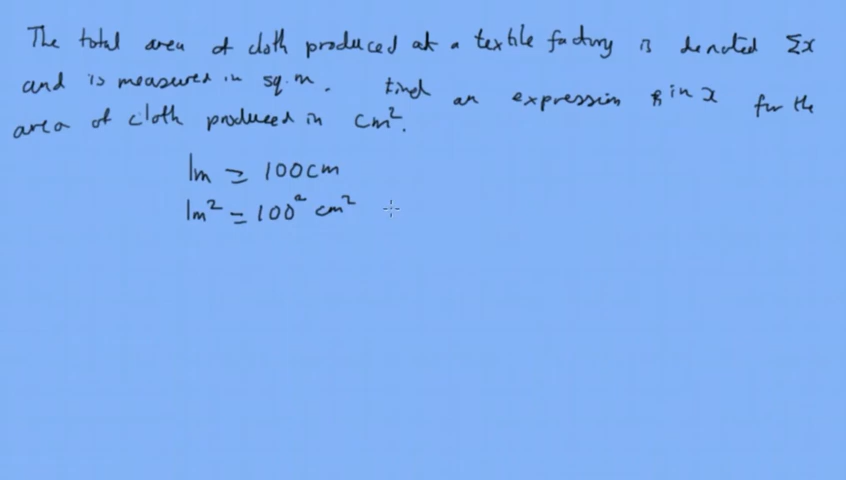 The total area of cloth produced at a textile factory is denoted Σx
and is measured in sq.m. Find an expression in x for the
area of cloth produced in cm².
1m = 100cm
1m² = 100² cm²